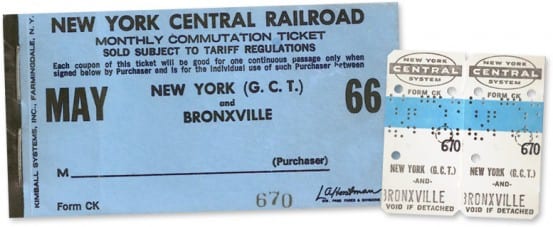 KIMBALL SYSTEMS, INC., FARMINGDALE, N.Y.
NEW YORK CENTRAL RAILROAD
MONTHLY COMMUTATION TICKET
SOLD SUBJECT TO TARIFF REGULATIONS
Each coupon of this ticket will be good for one continuous passage only when
signed below by Purchaser and is for the individual use of such Purchaser between
MAY
NEW YORK (G. C. T.)
66
and
BRONXVILLE
M
(Purchaser)
Form CK
670
NEW YORK
CENTRAL
SYSTEM
FORM CK
670
NEW YORK (G.C.T.)
-AND-
BRONXVILLE
VOID IF DETACHED
NEW YORK
CENTRAL
SYSTEM
FORM CK
670
NEW YORK (G.C.T.)
-AND-
BRONXVILLE
VOID IF DETACHED